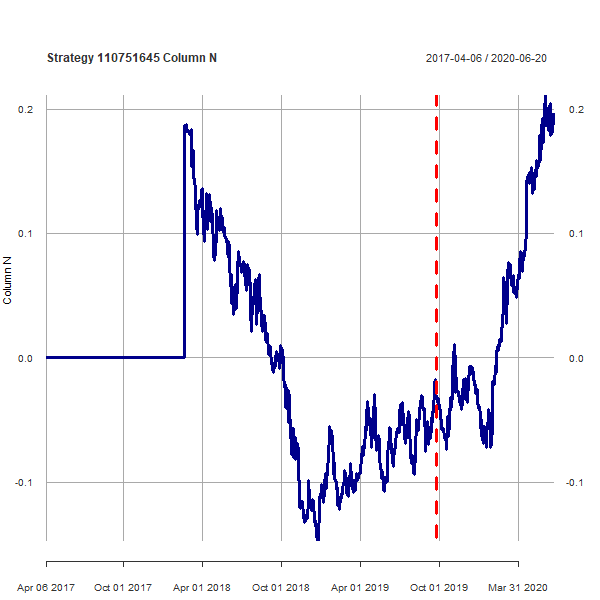 Strategy 110751645 Column N
2017-04-06 / 2020-06-20
0.2
0.2
0.1
0.1
Column N
0.0
0.0
-0.1
-0.1
Apr 06 2017
Oct 01 2017
Apr 01 2018
Oct 01 2018
Apr 01 2019
Oct 01 2019
Mar 31 2020